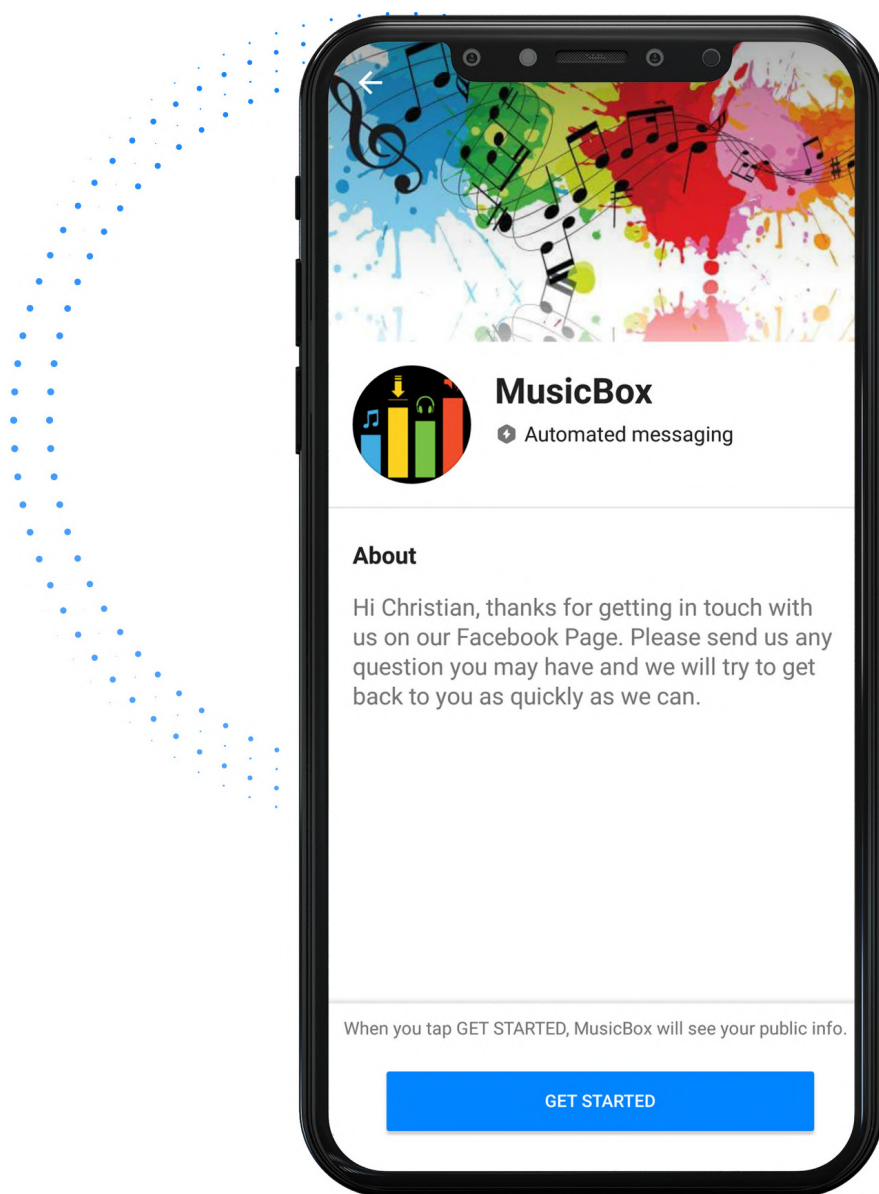 MusicBox
Automated messaging
About
Hi Christian, thanks for getting in touch with
us on our Facebook Page. Please send us any
question you may have and we will try to get
back to you as quickly as we can.
When you tap GET STARTED, MusicBox will see your public info.
GET STARTED